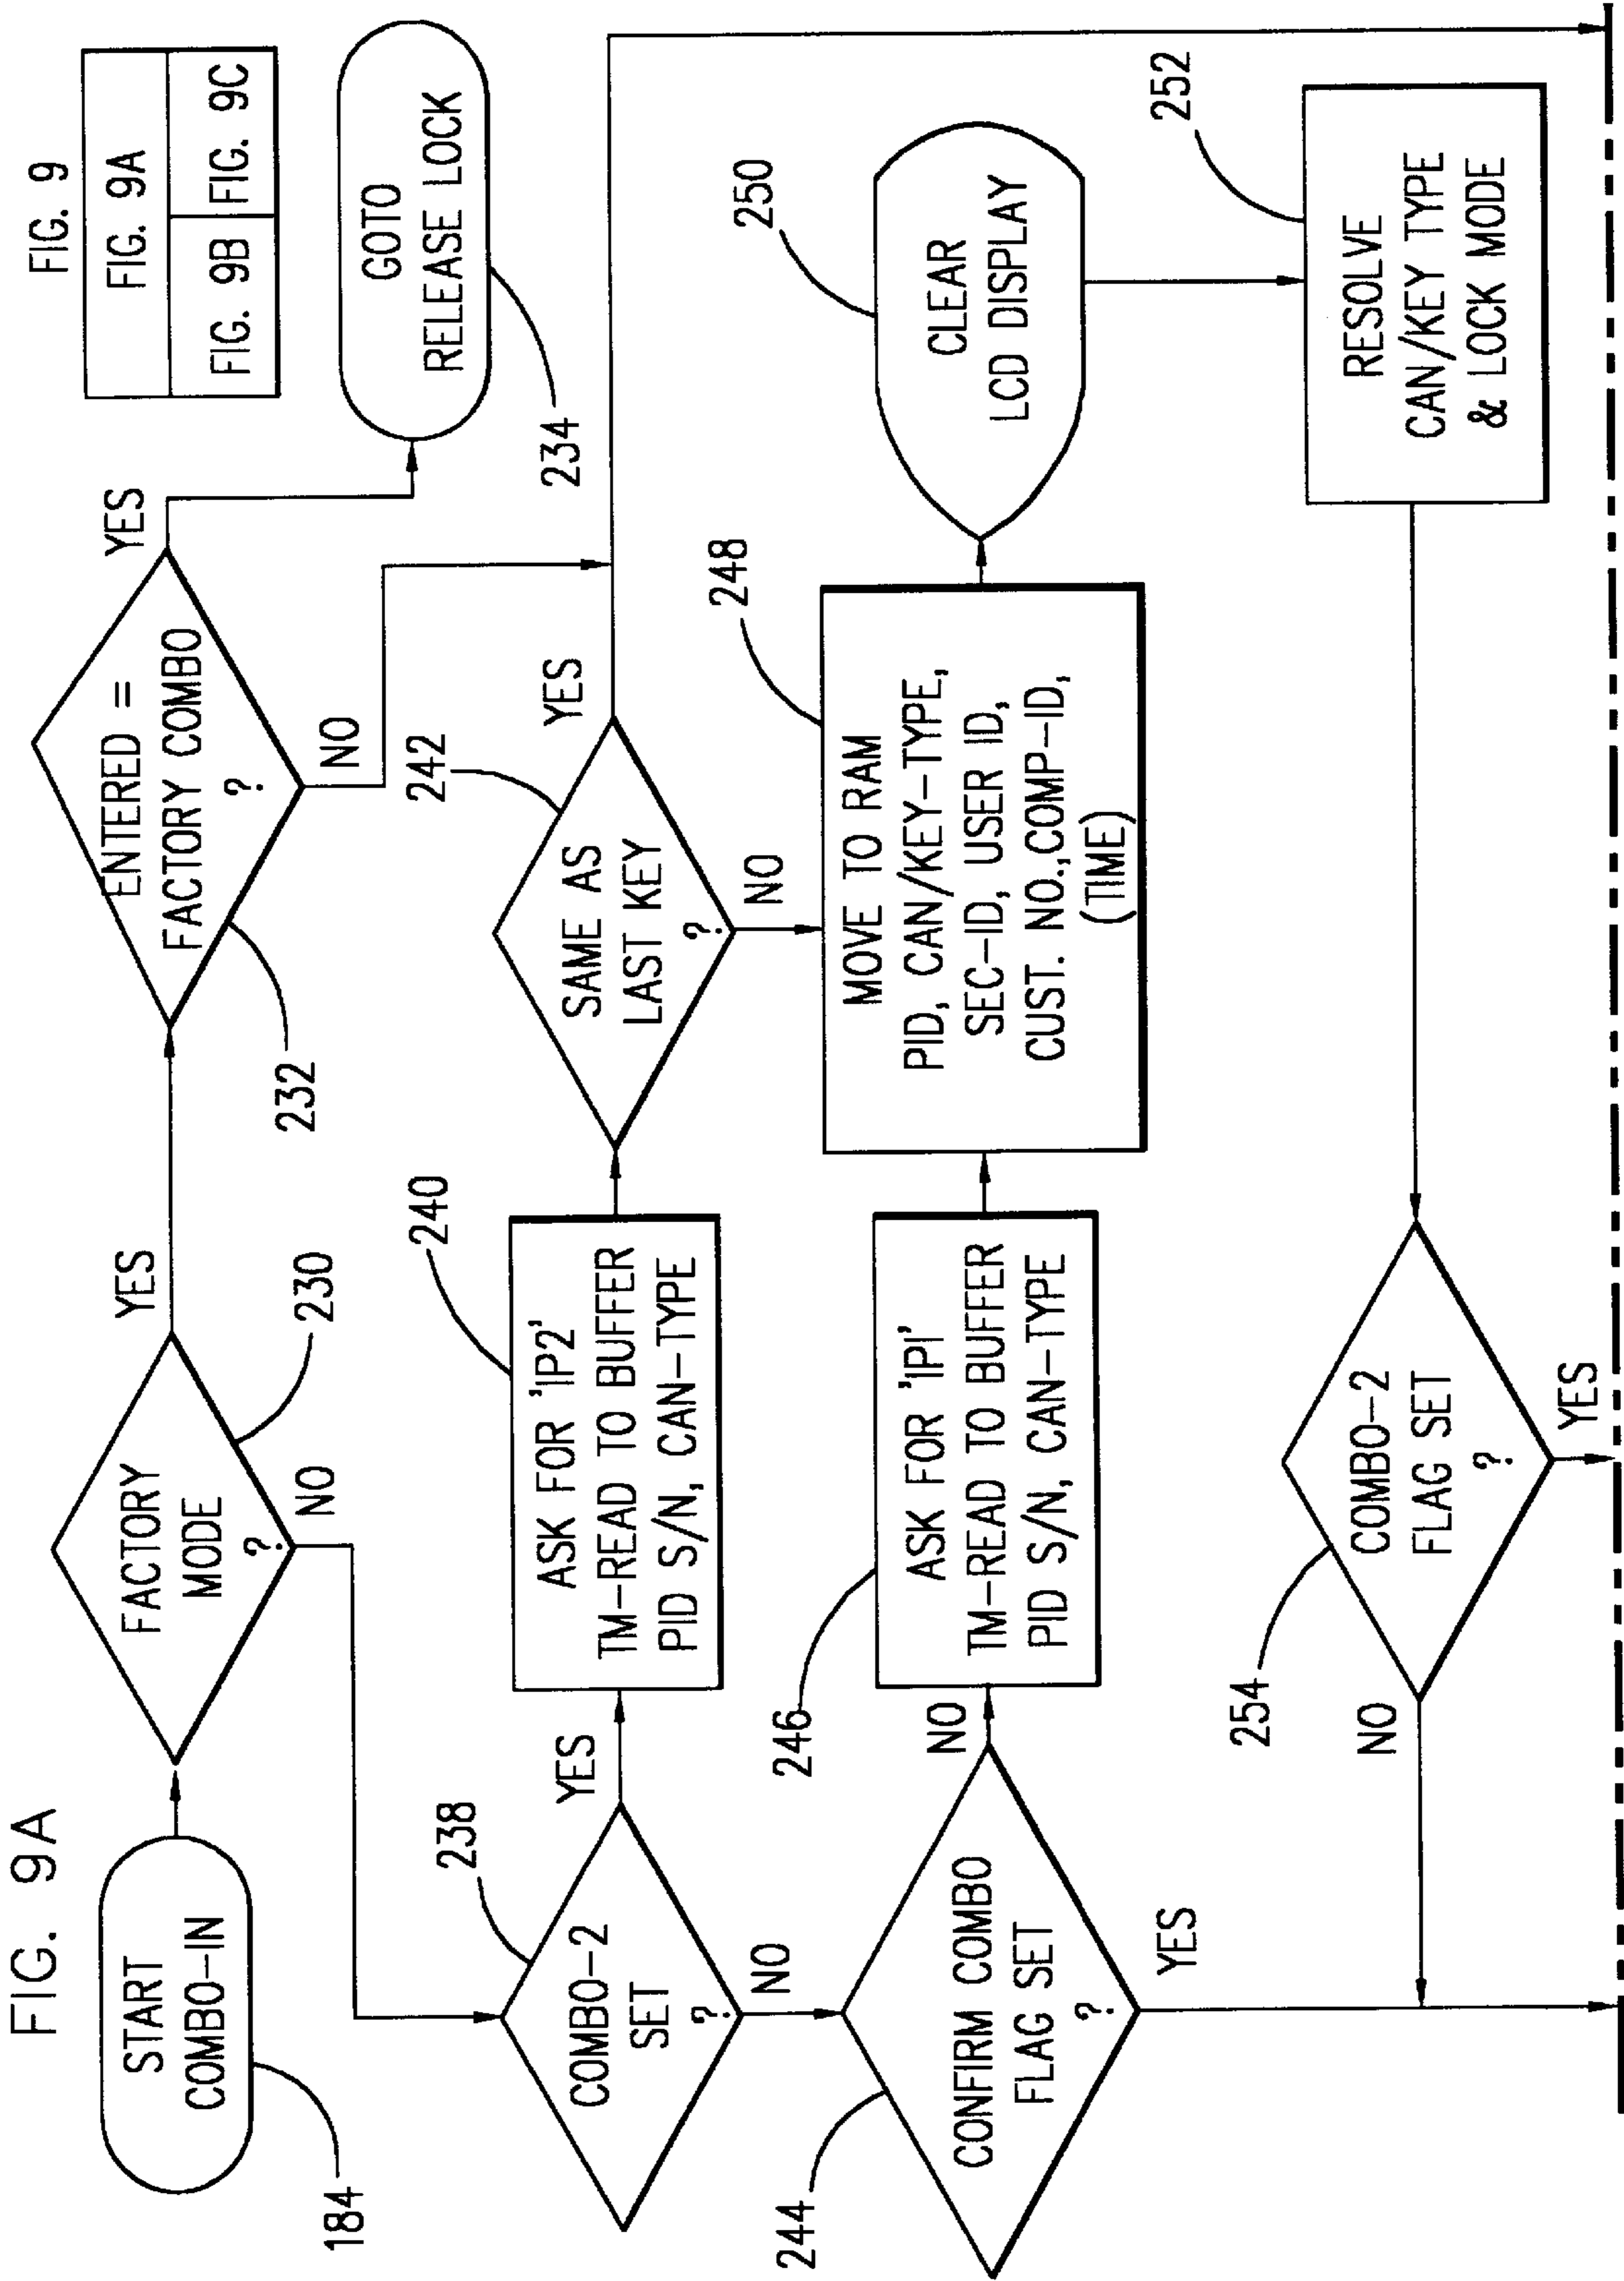 FIG. 9A
FIG. 9
FIG. 9A
FIG. 9B
FIG. 9C
START
COMBO-IN
184
FACTORY
MODE
?
230
YES
NO
ENTERED =
FACTORY COMBO
?
232
YES
NO
GOTO
RELEASE LOCK
234
COMBO-2
SET
?
238
YES
NO
ASK FOR 'IP2'
TM-READ TO BUFFER
PID S/N, CAN-TYPE
240
SAME AS
LAST KEY
?
242
YES
NO
CONFIRM COMBO
FLAG SET
?
244
NO
YES
ASK FOR 'IP1'
TM-READ TO BUFFER
PID S/N, CAN-TYPE
246
MOVE TO RAM
PID, CAN/KEY-TYPE,
SEC-ID, USER ID,
CUST. NO.,COMP-ID,
(TIME)
248
CLEAR
LCD DISPLAY
250
RESOLVE
CAN/KEY TYPE
& LOCK MODE
252
COMBO-2
FLAG SET
?
254
NO
YES